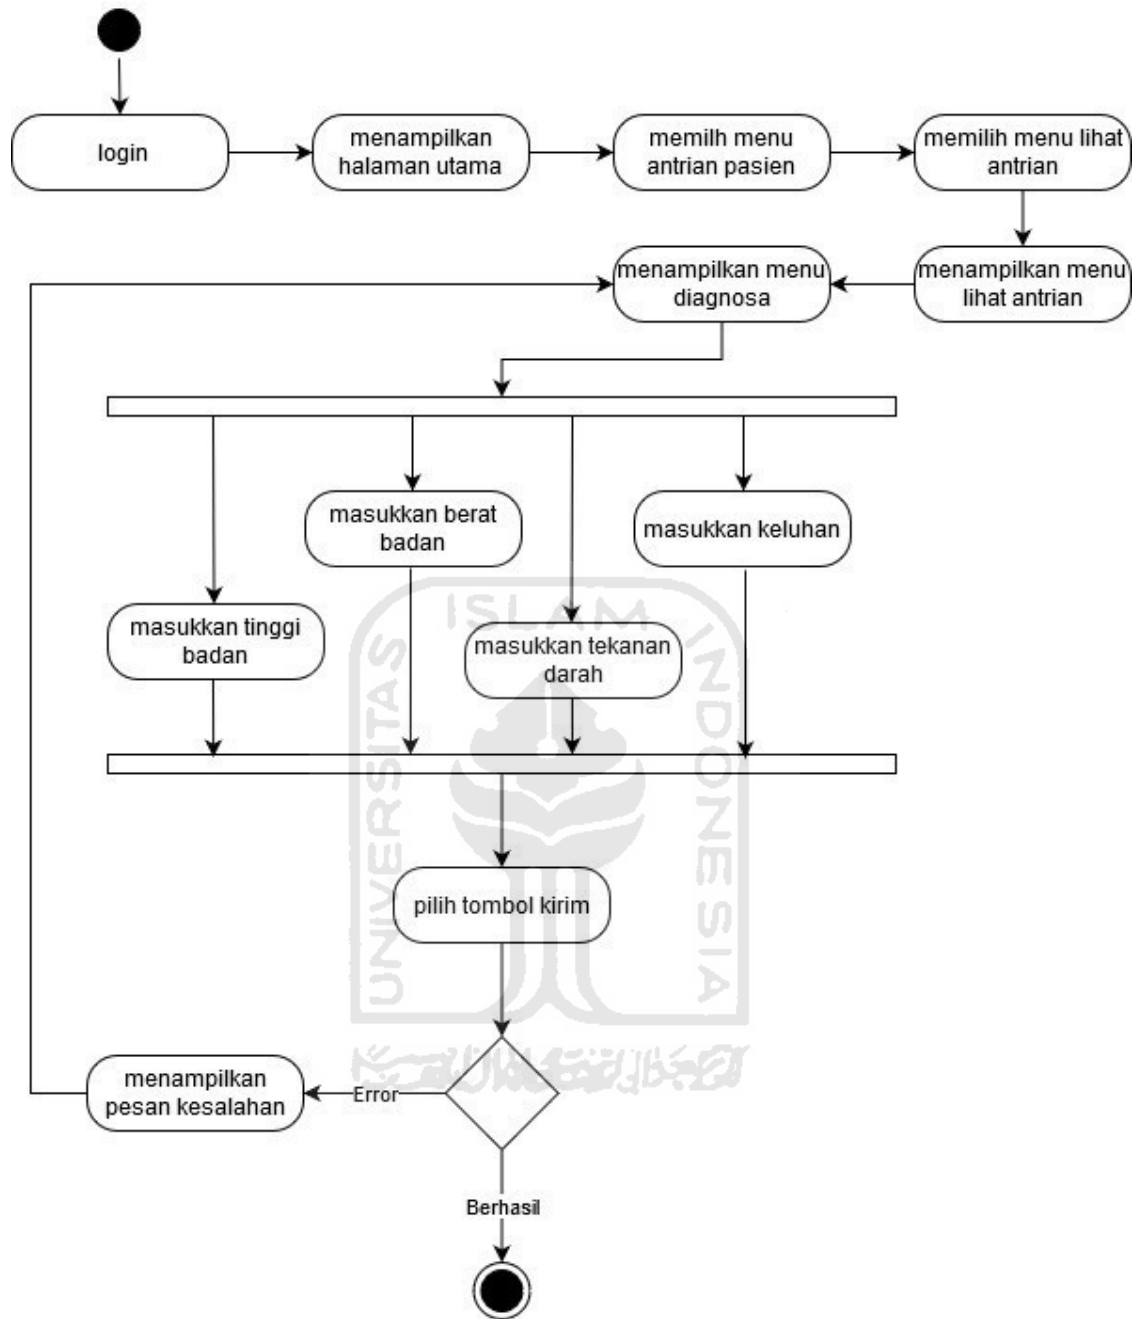 login
menampilkan
halaman utama
memilh menu
antrian pasien
memilih menu lihat
antrian
menampilkan menu
diagnosa
menampilkan menu
lihat antrian
masukkan berat
badan
masukkan keluhan
masukkan tinggi
badan
masukkan tekanan
darah
pilih tombol kirim
menampilkan
pesan kesalahan
Error
Berhasil
UNIVERSITAS
ISLAM
INDONESIA